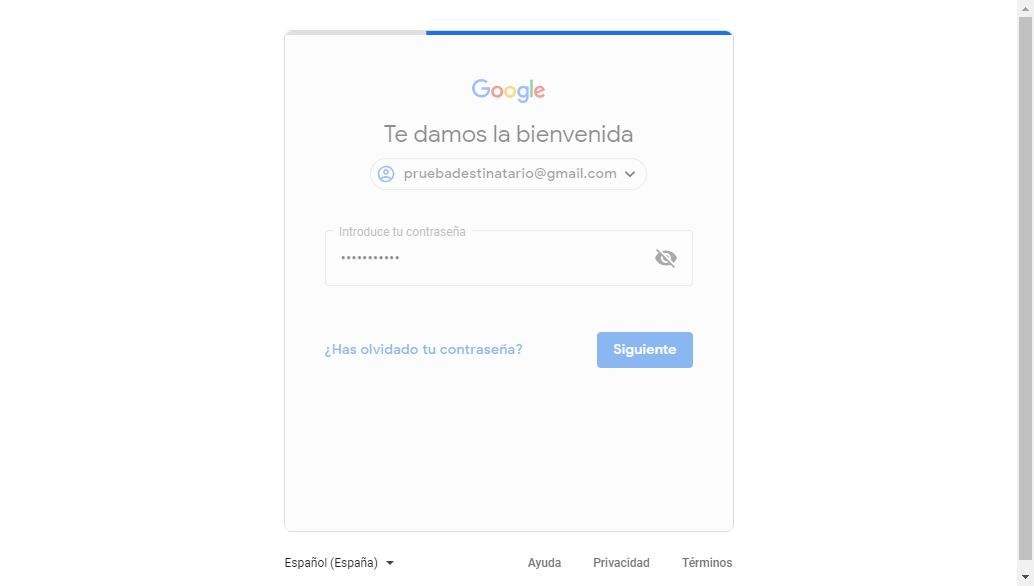 Google
Te damos la bienvenida
pruebadestinatario@gmail.com
Introduce tu contraseña
•••••••••••
¿Has olvidado tu contraseña?
Siguiente
Español (España)
Ayuda
Privacidad
Términos